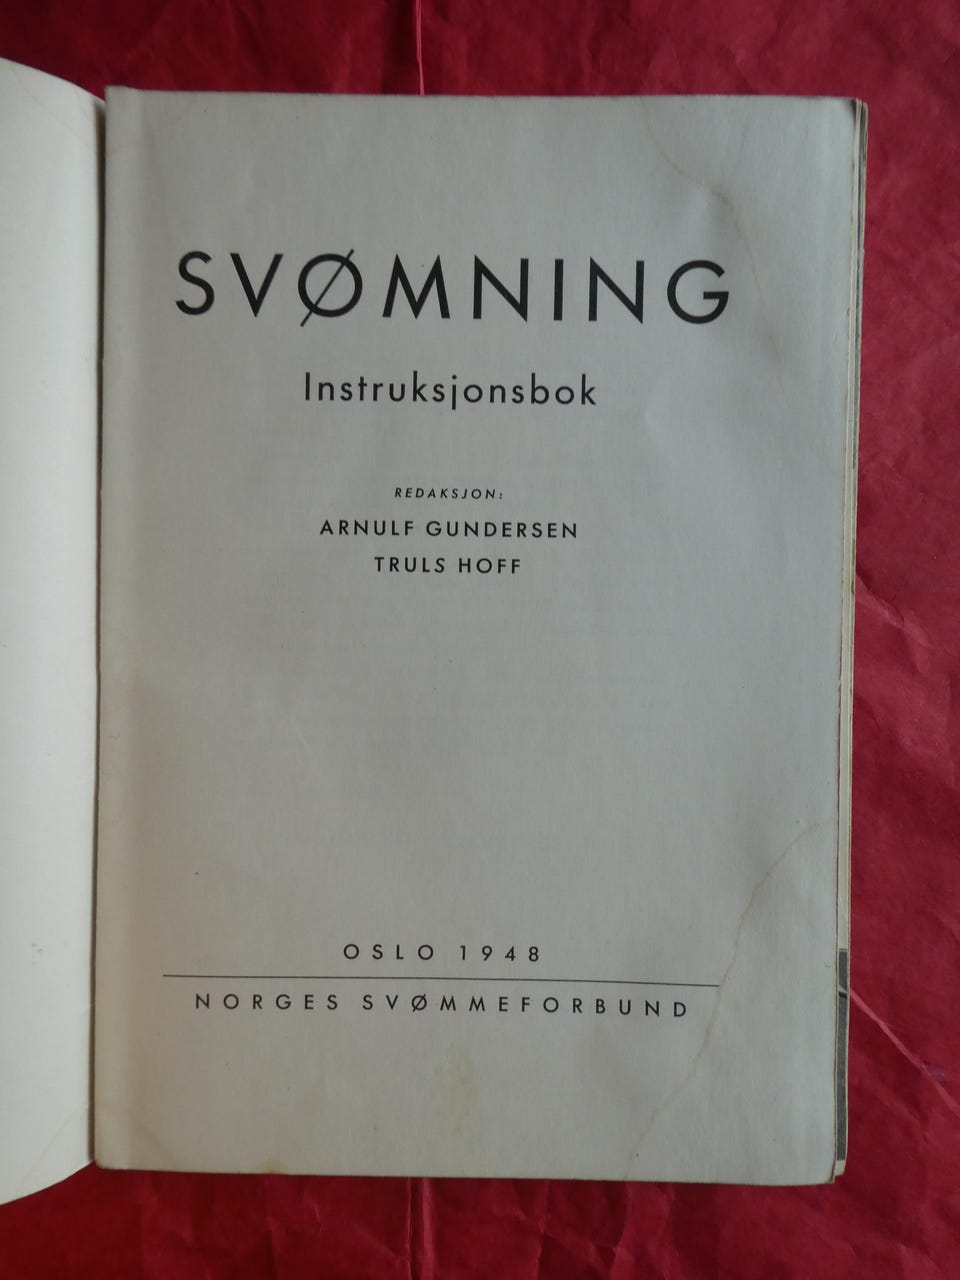 SVØMNING
Instruksjonsbok
REDAKSJON:
ARNULF GUNDERSEN
TRULS HOFF
OSLO 1948
NORGES SVØMMEFORBUND